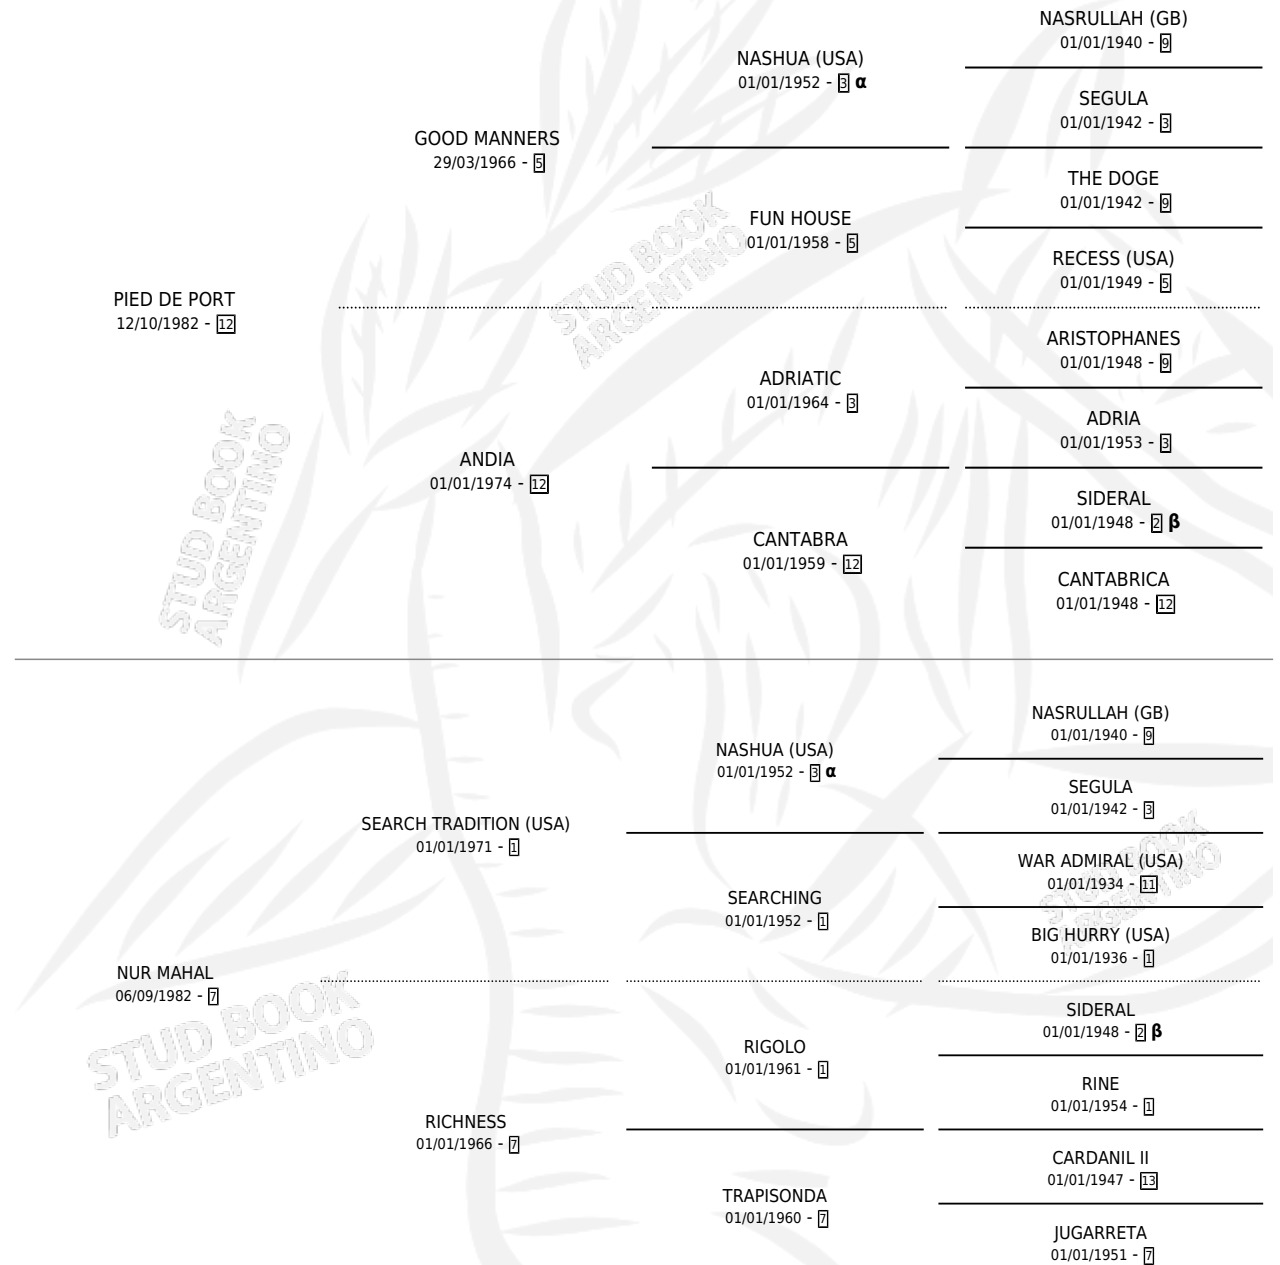 NASRULLAH (GB)
01/01/1940 - 9
NASHUA (USA)
01/01/1952 - 3 α
SEGULA
01/01/1942 - 3
GOOD MANNERS
29/03/1966 - 5
THE DOGE
01/01/1942 - 9
FUN HOUSE
01/01/1958 - 5
RECESS (USA)
01/01/1949 - 5
PIED DE PORT
12/10/1982 - 12
ARISTOPHANES
01/01/1948 - 9
ADRIATIC
01/01/1964 - 3
ADRIA
01/01/1953 - 3
ANDIA
01/01/1974 - 12
SIDERAL
01/01/1948 - 2 β
CANTABRA
01/01/1959 - 12
CANTABRICA
01/01/1948 - 12
NASRULLAH (GB)
01/01/1940 - 9
NASHUA (USA)
01/01/1952 - 3 α
SEGULA
01/01/1942 - 3
SEARCH TRADITION (USA)
01/01/1971 - 1
WAR ADMIRAL (USA)
01/01/1934 - 11
SEARCHING
01/01/1952 - 1
BIG HURRY (USA)
01/01/1936 - 1
NUR MAHAL
06/09/1982 - 7
SIDERAL
01/01/1948 - 2 β
RIGOLO
01/01/1961 - 1
RINE
01/01/1954 - 1
RICHNESS
01/01/1966 - 7
CARDANIL II
01/01/1947 - 13
TRAPISONDA
01/01/1960 - 7
JUGARRETA
01/01/1951 - 7
STUD BOOK
ARGENTINO
STUD BOOK
ARGENTINO
STUD BOOK
ARGENTINO
STUD BOOK
ARGENTINO